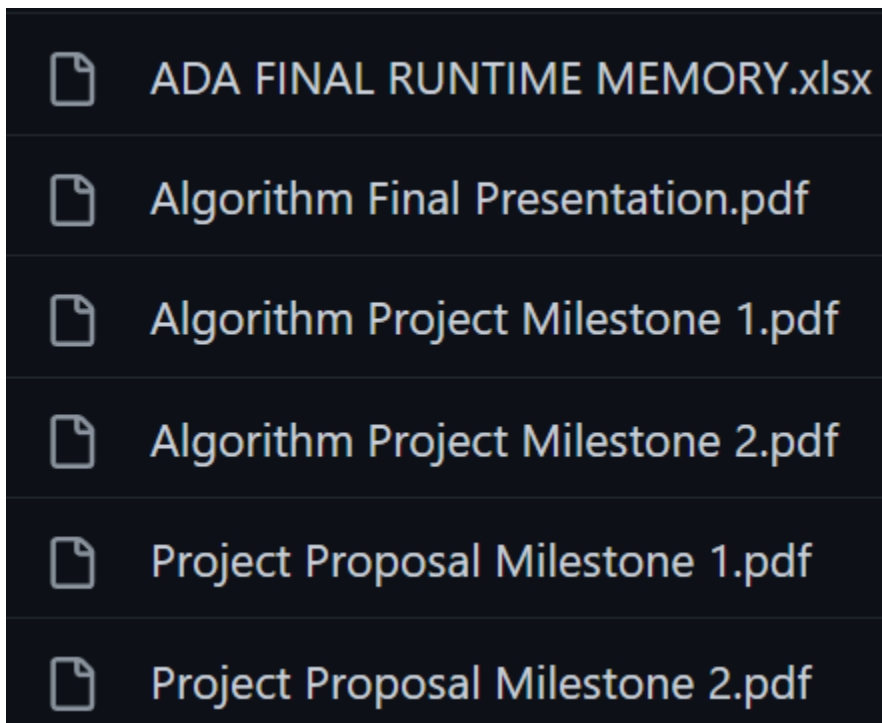 ADA FINAL RUNTIME MEMORY.xlsx
Algorithm Final Presentation.pdf
Algorithm Project Milestone 1.pdf
Algorithm Project Milestone 2.pdf
Project Proposal Milestone 1.pdf
Project Proposal Milestone 2.pdf